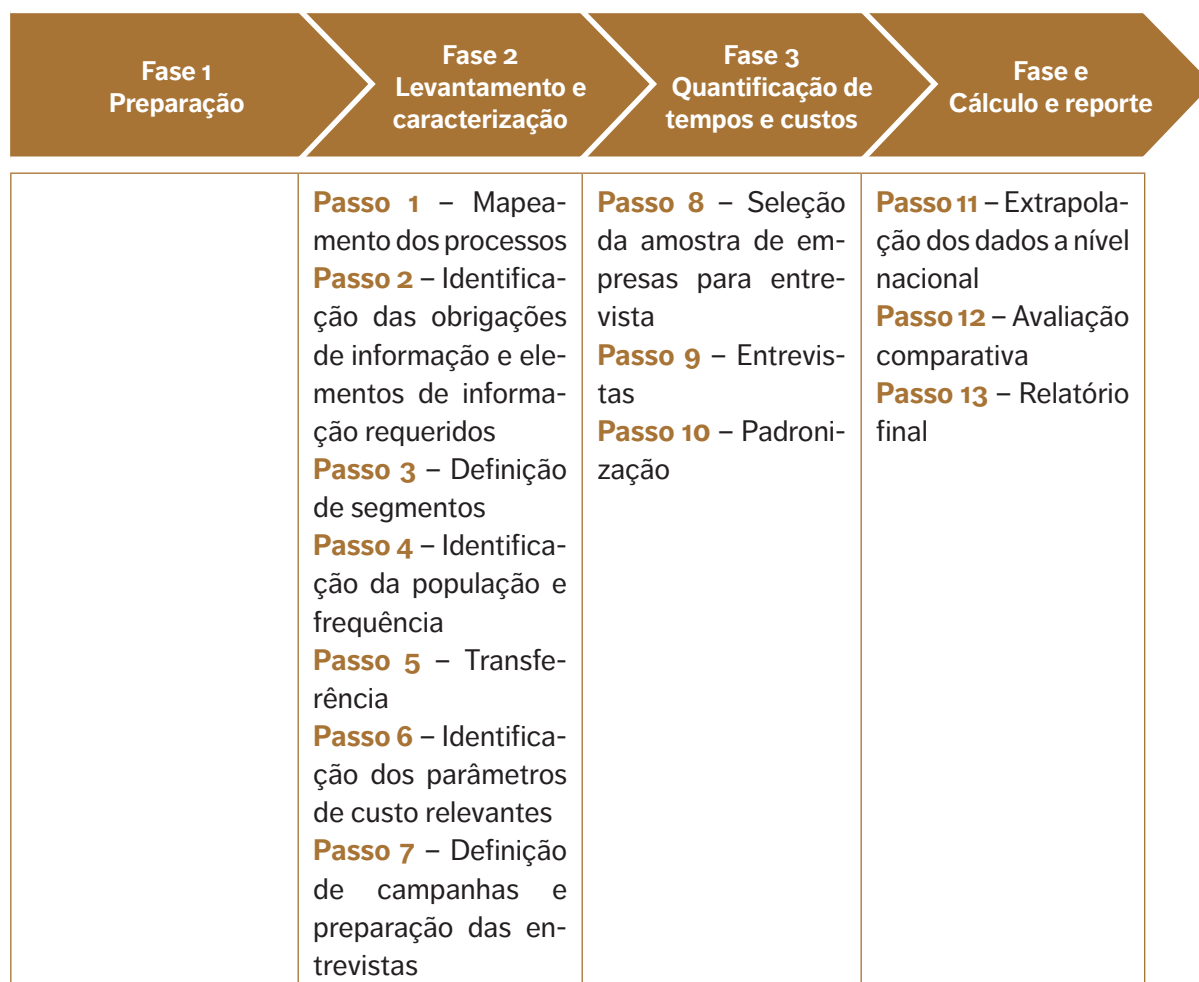 Fase 1
Preparação
Fase 2
Levantamento e
caracterização
Fase 3
Quantificação de
tempos e custos
Fase e
Cálculo e reporte
Passo 1 – Mapea-
mento dos processos
Passo 2 – Identifica-
ção das obrigações
de informação e ele-
mentos de informa-
ção requeridos
Passo 3 – Definição
de segmentos
Passo 4 – Identifica-
ção da população e
frequência
Passo 5 – Transfe-
rência
Passo 6 – Identifica-
ção dos parâmetros
de custo relevantes
Passo 7 – Definição
de campanhas e
preparação das en-
trevistas
Passo 8 – Seleção
da amostra de em-
presas para entre-
vista
Passo 9 – Entrevis-
tas
Passo 10 – Padroni-
zação
Passo 11 – Extrapola-
ção dos dados a nível
nacional
Passo 12 – Avaliação
comparativa
Passo 13 – Relatório
final